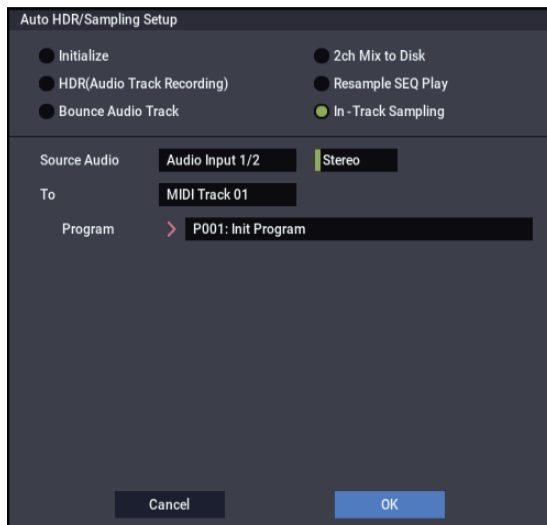 Auto HDR/Sampling Setup
Initialize
2ch Mix to Disk
HDR(Audio Track Recording)
Resample SEQ Play
Bounce Audio Track
In-Track Sampling
Source Audio Audio Input 1/2 Stereo
To MIDI Track 01
Program P001: Init Program
Cancel OK